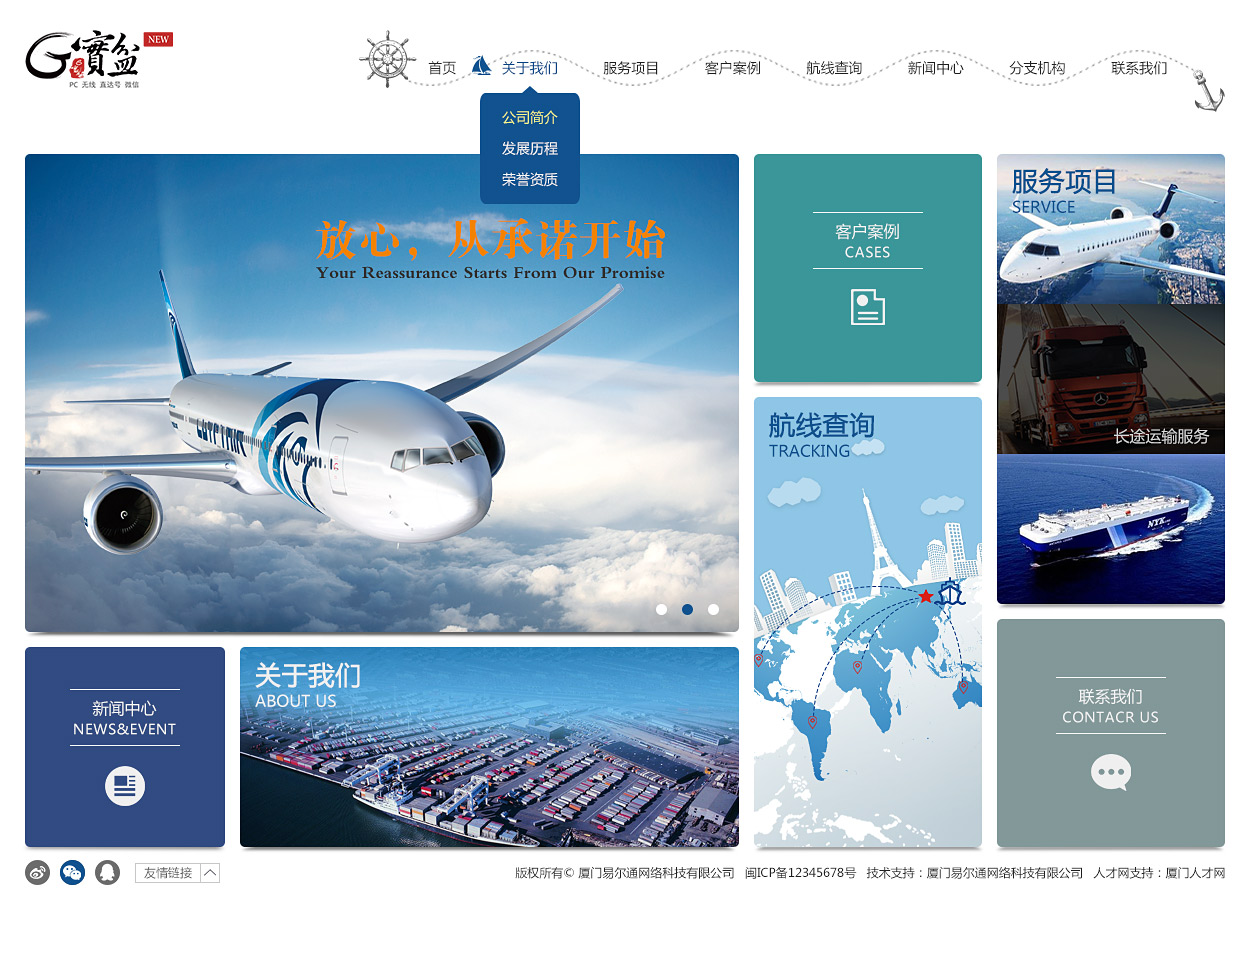 G寶盆
NEW
PC 无线 直达号 微信
首页
关于我们
服务项目
客户案例
航线查询
新闻中心
分支机构
联系我们
公司简介
发展历程
荣誉资质
放心，从承诺开始
Your Reassurance Starts From Our Promise
EGYPTAIR
客户案例
CASES
服务项目
SERVICE
长途运输服务
NYK
航线查询
TRACKING
新闻中心
NEWS&EVENT
关于我们
ABOUT US
联系我们
CONTACR US
友情链接
版权所有© 厦门易尔通网络科技有限公司 闽ICP备12345678号 技术支持：厦门易尔通网络科技有限公司 人才网支持：厦门人才网